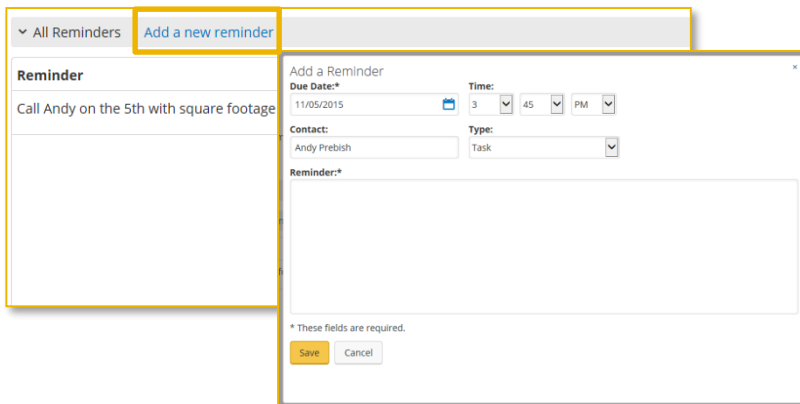 All Reminders Add a new reminder
Reminder
Call Andy on the 5th with square footage
Add a Reminder
×
Due Date:* Time:
11/05/2015 3 45 PM
Contact: Type:
Andy Prebish Task
Reminder:*
* These fields are required.
Save Cancel